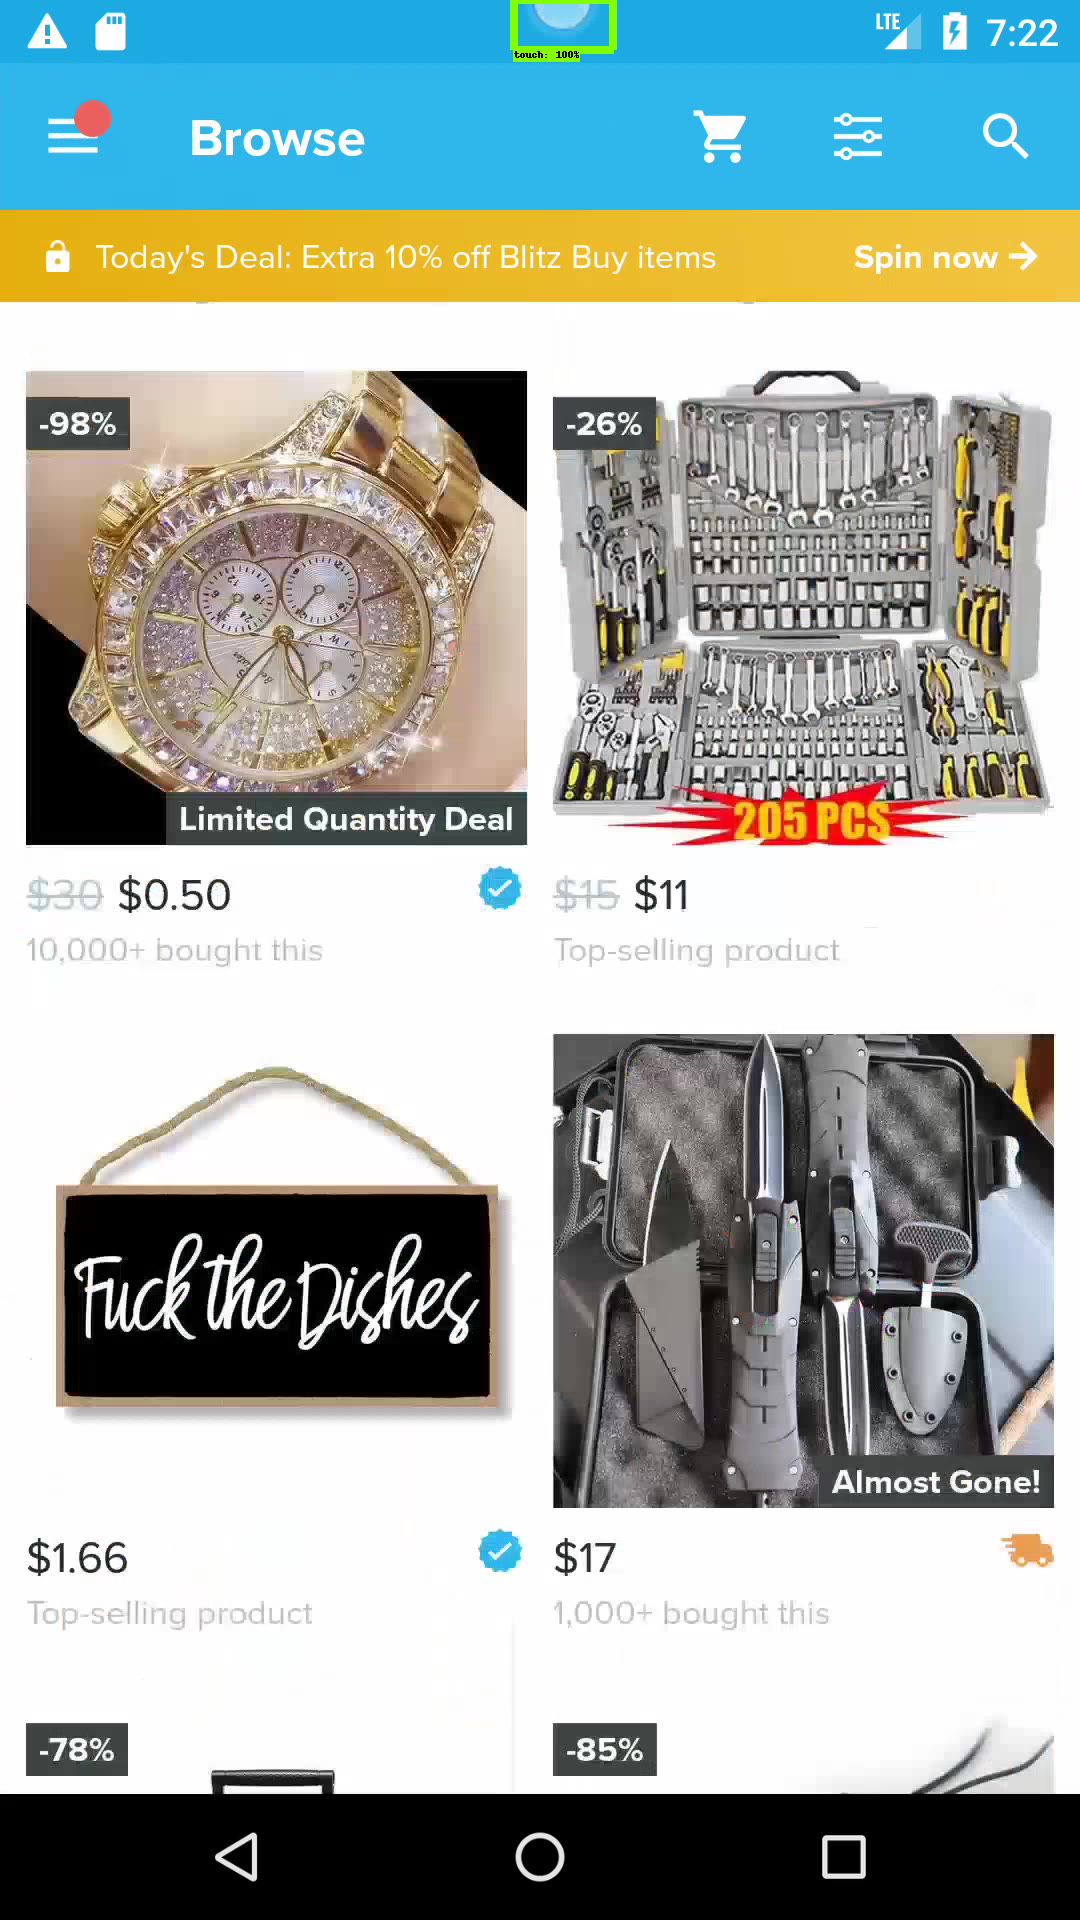 touch: 100%
LTE
7:22
Browse
Today's Deal: Extra 10% off Blitz Buy items
Spin now
-98%
-26%
Limited Quantity Deal
205 PCS
$30 $0.50
$15 $11
10,000+ bought this
Top-selling product
Fuck the Dishes
Almost Gone!
$1.66
$17
Top-selling product
1,000+ bought this
-78%
-85%